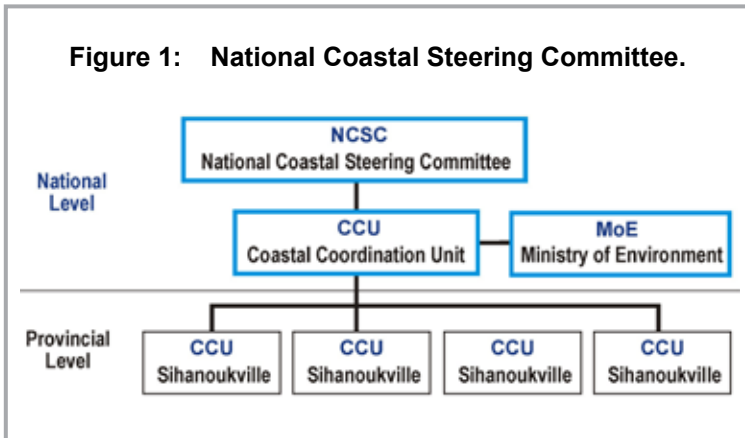 Figure 1: National Coastal Steering Committee.
NCSC
National Coastal Steering Committee
National
Level
CCU
Coastal Coordination Unit
MoE
Ministry of Environment
Provincial
Level
CCU
Sihanoukville
CCU
Sihanoukville
CCU
Sihanoukville
CCU
Sihanoukville